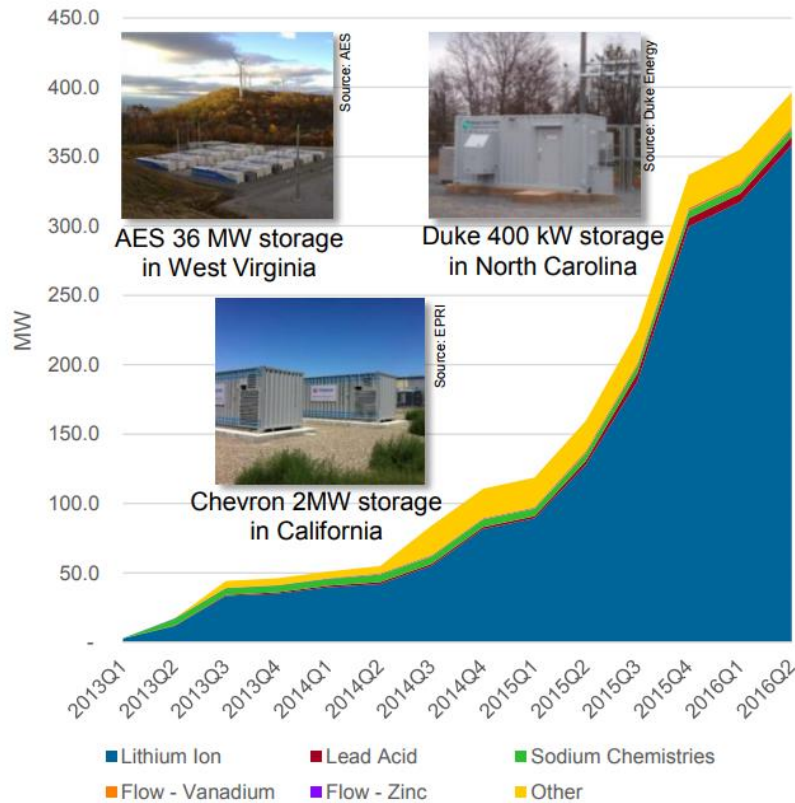 450.0
400.0
350.0
300.0
250.0
200.0
150.0
100.0
50.0
-
MW
Source: AES
AES 36 MW storage
in West Virginia
Source: Duke Energy
Duke 400 kW storage
in North Carolina
Source: EPRI
Chevron 2MW storage
in California
2013Q1
2013Q2
2013Q3
2013Q4
2014Q1
2014Q2
2014Q3
2014Q4
2015Q1
2015Q2
2015Q3
2015Q4
2016Q1
2016Q2
Lithium Ion
Lead Acid
Sodium Chemistries
Flow - Vanadium
Flow - Zinc
Other